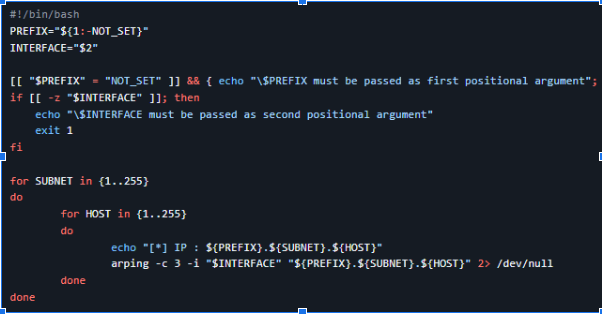 #!/bin/bash
PREFIX="${1:-NOT_SET}"
INTERFACE="$2"
[[ "$PREFIX" = "NOT_SET" ]] && { echo "\$PREFIX must be passed as first positional argument";
if [[ -z "$INTERFACE" ]]; then
echo "\$INTERFACE must be passed as second positional argument"
exit 1
fi
for SUBNET in {1..255}
do
for HOST in {1..255}
do
echo "[*] IP : ${PREFIX}.${SUBNET}.${HOST}"
arping -c 3 -i "$INTERFACE" "${PREFIX}.${SUBNET}.${HOST}" 2> /dev/null
done
done